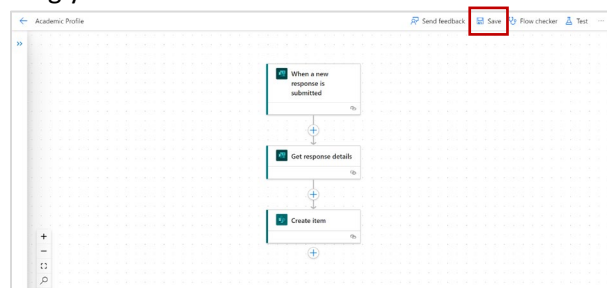 Academic Profile
Send feedback
Save
Flow checker
Test
When a new
response is
submitted
Get response details
Create item